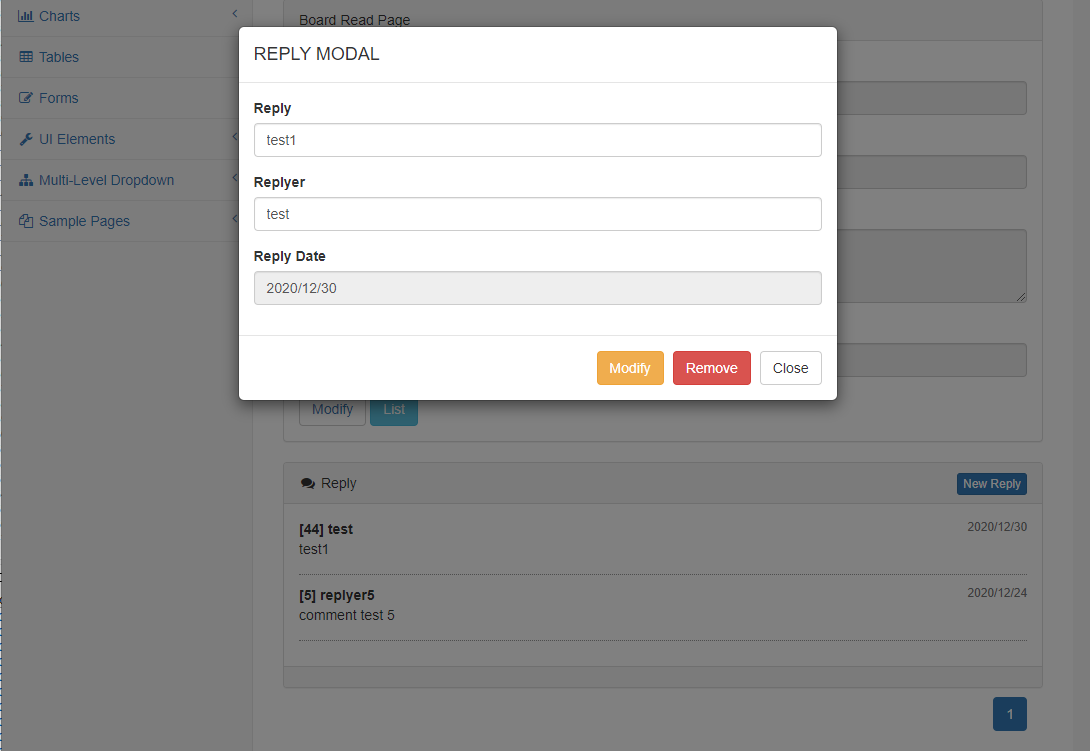 Charts
Tables
Forms
UI Elements
Multi-Level Dropdown
Sample Pages
Board Read Page
REPLY MODAL
Reply
test1
Replyer
test
Reply Date
2020/12/30
Modify Remove Close
Modify List
Reply New Reply
[44] test 2020/12/30
test1
[5] replyer5 2020/12/24
comment test 5
1